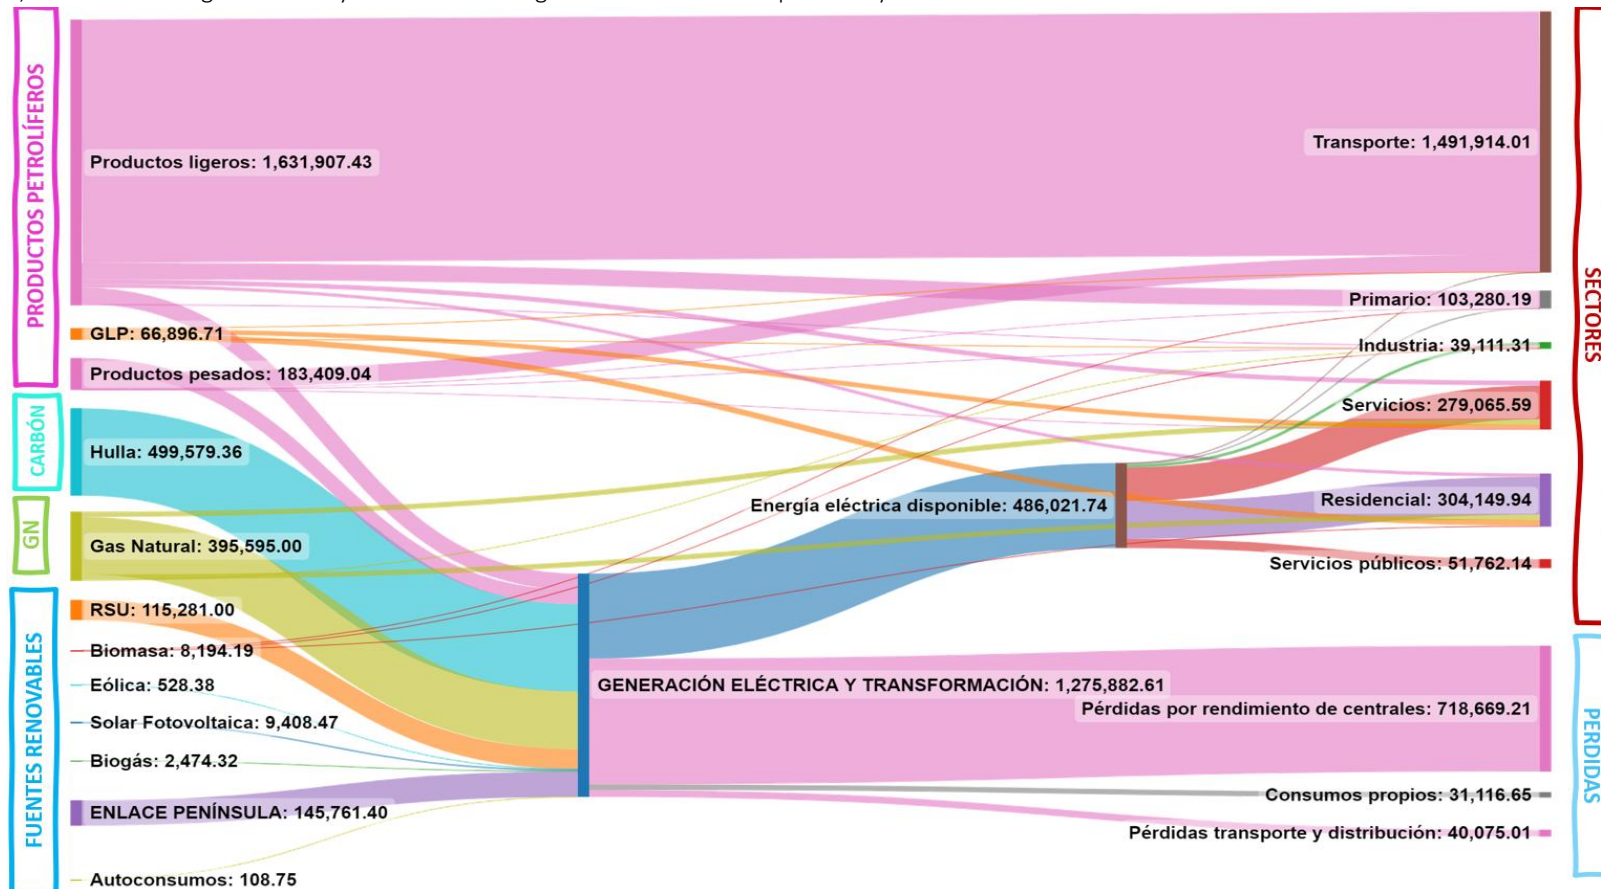 PRODUCTOS PETROLÍFEROS
CARBÓN
GN
FUENTES RENOVABLES
Productos ligeros: 1,631,907.43
GLP: 66,896.71
Productos pesados: 183,409.04
Hulla: 499,579.36
Gas Natural: 395,595.00
RSU: 115,281.00
Biomasa: 8,194.19
Eólica: 528.38
Solar Fotovoltaica: 9,408.47
Biogás: 2,474.32
ENLACE PENÍNSULA: 145,761.40
Autoconsumos: 108.75
Energía eléctrica disponible: 486,021.74
GENERACIÓN ELÉCTRICA Y TRANSFORMACIÓN: 1,275,882.61
Transporte: 1,491,914.01
Primario: 103,280.19
Industria: 39,111.31
Servicios: 279,065.59
Residencial: 304,149.94
Servicios públicos: 51,762.14
Pérdidas por rendimiento de centrales: 718,669.21
Consumos propios: 31,116.65
Pérdidas transporte y distribución: 40,075.01
SECTORES
PERDIDAS